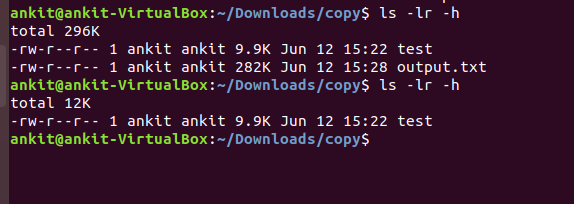 ankit@ankit-VirtualBox:~/Downloads/copy$ ls -lr -h
total 296K
-rw-r--r-- 1 ankit ankit 9.9K Jun 12 15:22 test
-rw-r--r-- 1 ankit ankit 282K Jun 12 15:28 output.txt
ankit@ankit-VirtualBox:~/Downloads/copy$ ls -lr -h
total 12K
-rw-r--r-- 1 ankit ankit 9.9K Jun 12 15:22 test
ankit@ankit-VirtualBox:~/Downloads/copy$